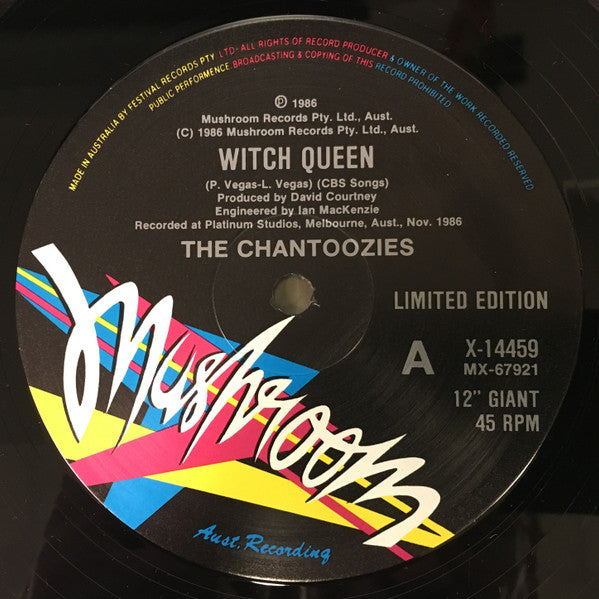 MADE IN AUSTRALIA BY FESTIVAL RECORDS PTY LTD· ALL RIGHTS OF RECORD PRODUCER & OWNER OF THE WORK RECORDED RESERVED
PUBLIC PERFORMENCE BROADCASTING & COPYING OF THIS RECORD PROHIBITED
℗ 1986
Mushroom Records Pty. Ltd., Aust.
(C) 1986 Mushroom Records Pty. Ltd., Aust.
WITCH QUEEN
(P. Vegas-L. Vegas) (CBS Songs)
Produced by David Courtney
Engineered by Ian MacKenzie
Recorded at Platinum Studios, Melbourne, Aust., Nov. 1986
THE CHANTOOZIES
LIMITED EDITION
A
X-14459
MX-67921
12” GIANT
45 RPM
Mushroom
Aust. Recording